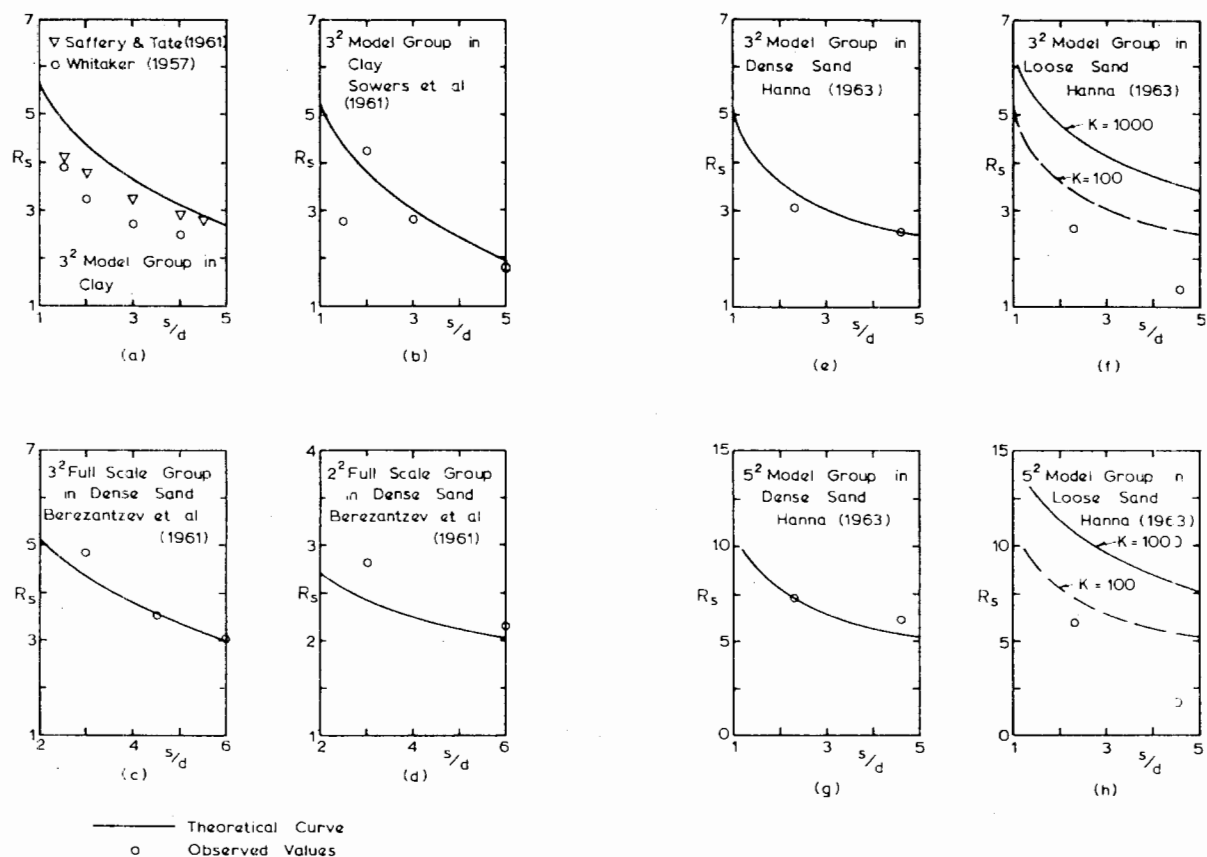 7
▽ Saffery & Tate (1961)
○ Whitaker (1957)
5
Rs
3
3² Model Group in
Clay
1
1 3 5
s/d
(a)
7
3² Model Group in
Clay
Sowers et al
(1961)
5
Rs
3
1
1 3 5
s/d
(b)
7
3² Model Group in
Dense Sand
Hanna (1963)
5
Rs
3
1
1 3 5
s/d
(e)
7
3² Model Group in
Loose Sand
Hanna (1963)
K = 1000
5
Rs
K = 100
3
1
1 3 5
s/d
(f)
7
3² Full Scale Group
in Dense Sand
Berezantzev et al
(1961)
5
Rs
3
1
2 4 6
s/d
(c)
4
2² Full Scale Group
in Dense Sand
Berezantzev et al
(1961)
3
Rs
2
1
2 4 6
s/d
(d)
15
5² Model Group in
Dense Sand
Hanna (1963)
10
Rs
5
0
1 3 5
s/d
(g)
15
5² Model Group in
Loose Sand
Hanna (1963)
K = 1000
10
K = 100
Rs
5
0
1 3 5
s/d
(h)
Theoretical Curve
○ Observed Values